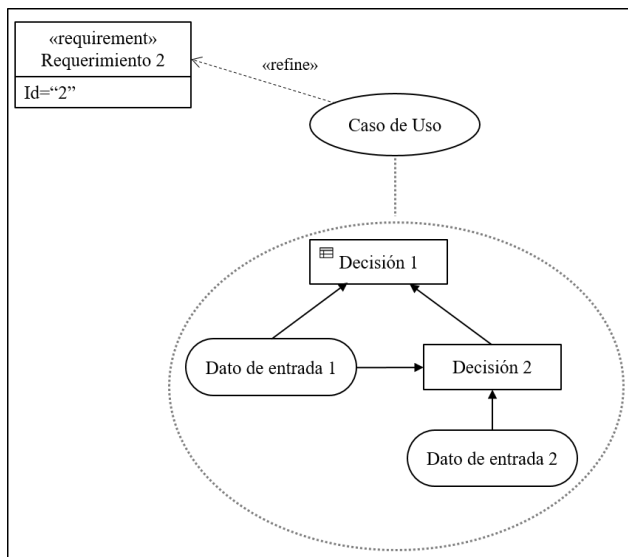 «requirement»
Requerimiento 2
Id=“2”
«refine»
Caso de Uso
Decisión 1
Dato de entrada 1
Decisión 2
Dato de entrada 2